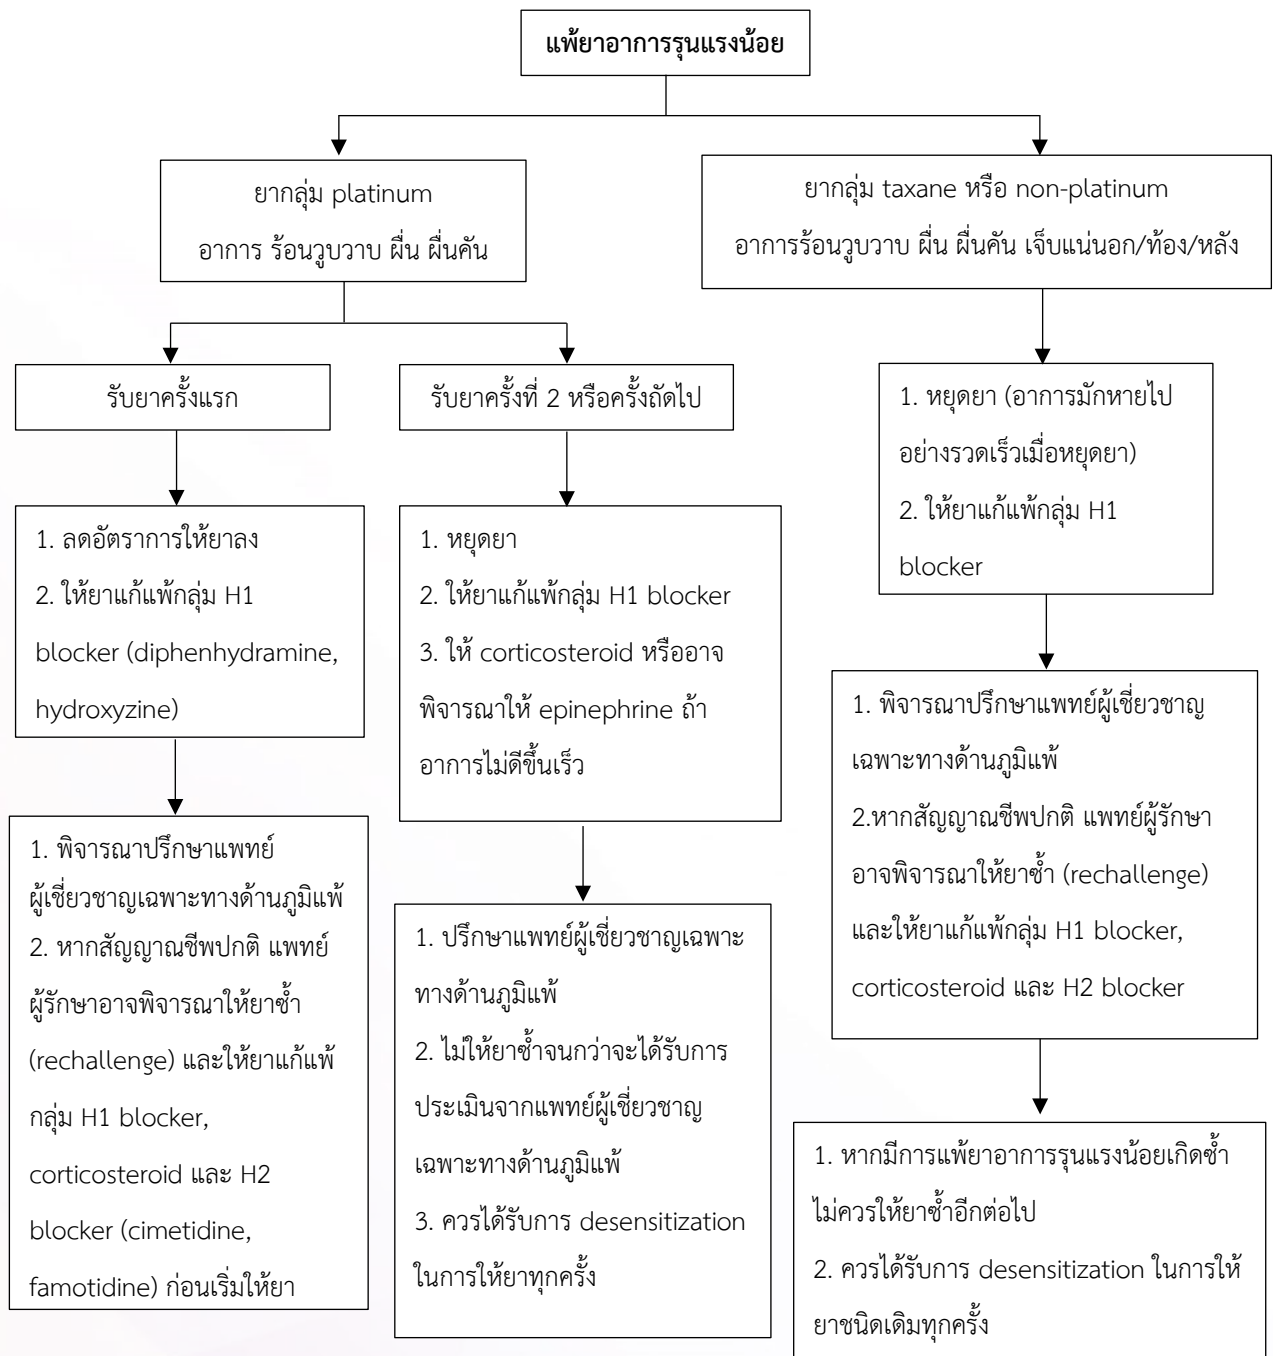 แพ้ยาอาการรุนแรงน้อย
ยากลุ่ม platinum
อาการ ร้อนวูบวาบ ผื่น ผื่นคัน
ยากลุ่ม taxane หรือ non-platinum
อาการร้อนวูบวาบ ผื่น ผื่นคัน เจ็บแน่นอก/ท้อง/หลัง
รับยาครั้งแรก
รับยาครั้งที่ 2 หรือครั้งถัดไป
1. หยุดยา (อาการมักหายไป
อย่างรวดเร็วเมื่อหยุดยา)
2. ให้ยาแก้แพ้กลุ่ม H1
blocker
1. ลดอัตราการให้ยาลง
2. ให้ยาแก้แพ้กลุ่ม H1
blocker (diphenhydramine,
hydroxyzine)
1. หยุดยา
2. ให้ยาแก้แพ้กลุ่ม H1 blocker
3. ให้ corticosteroid หรืออาจ
พิจารณาให้ epinephrine ถ้า
อาการไม่ดีขึ้นเร็ว
1. พิจารณาปรึกษาแพทย์ผู้เชี่ยวชาญ
เฉพาะทางด้านภูมิแพ้
2.หากสัญญาณชีพปกติ แพทย์ผู้รักษา
อาจพิจารณาให้ยาซ้ำ (rechallenge)
และให้ยาแก้แพ้กลุ่ม H1 blocker,
corticosteroid และ H2 blocker
1. พิจารณาปรึกษาแพทย์
ผู้เชี่ยวชาญเฉพาะทางด้านภูมิแพ้
2. หากสัญญาณชีพปกติ แพทย์
ผู้รักษาอาจพิจารณาให้ยาซ้ำ
(rechallenge) และให้ยาแก้แพ้
กลุ่ม H1 blocker,
corticosteroid และ H2
blocker (cimetidine,
famotidine) ก่อนเริ่มให้ยา
1. ปรึกษาแพทย์ผู้เชี่ยวชาญเฉพาะ
ทางด้านภูมิแพ้
2. ไม่ให้ยาซ้ำจนกว่าจะได้รับการ
ประเมินจากแพทย์ผู้เชี่ยวชาญ
เฉพาะทางด้านภูมิแพ้
3. ควรได้รับการ desensitization
ในการให้ยาทุกครั้ง
1. หากมีการแพ้ยาอาการรุนแรงน้อยเกิดซ้ำ
ไม่ควรให้ยาซ้ำอีกต่อไป
2. ควรได้รับการ desensitization ในการให้
ยาชนิดเดิมทุกครั้ง